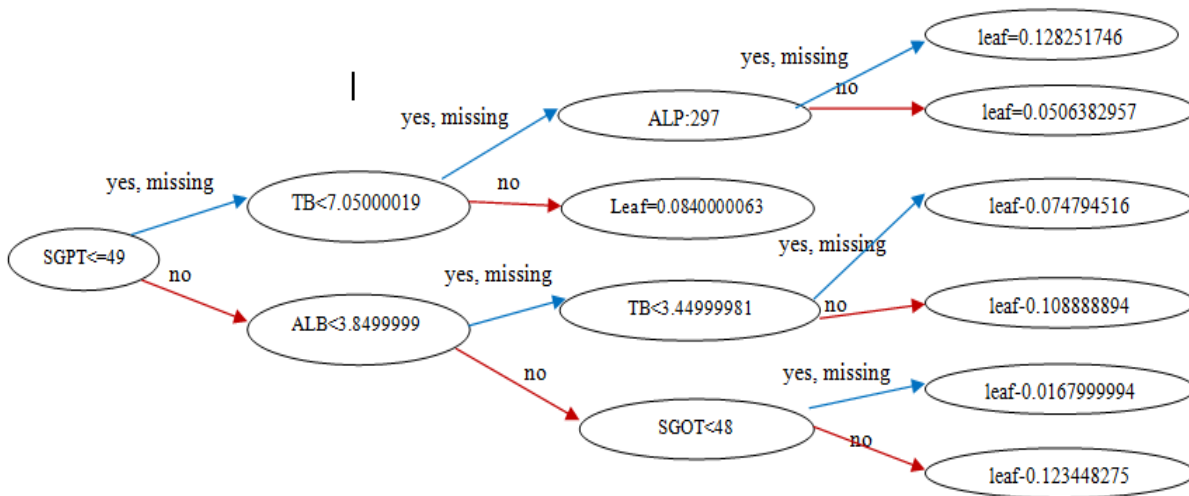 leaf=0.128251746
yes, missing
no
leaf=0.0506382957
yes, missing
ALP:297
yes, missing
no
leaf-0.074794516
TB<7.05000019
Leaf=0.0840000063
yes, missing
SGPT<=49
no
yes, missing
no
leaf-0.108888894
ALB<3.8499999
TB<3.44999981
no
yes, missing
leaf-0.0167999994
SGOT<48
no
leaf-0.123448275